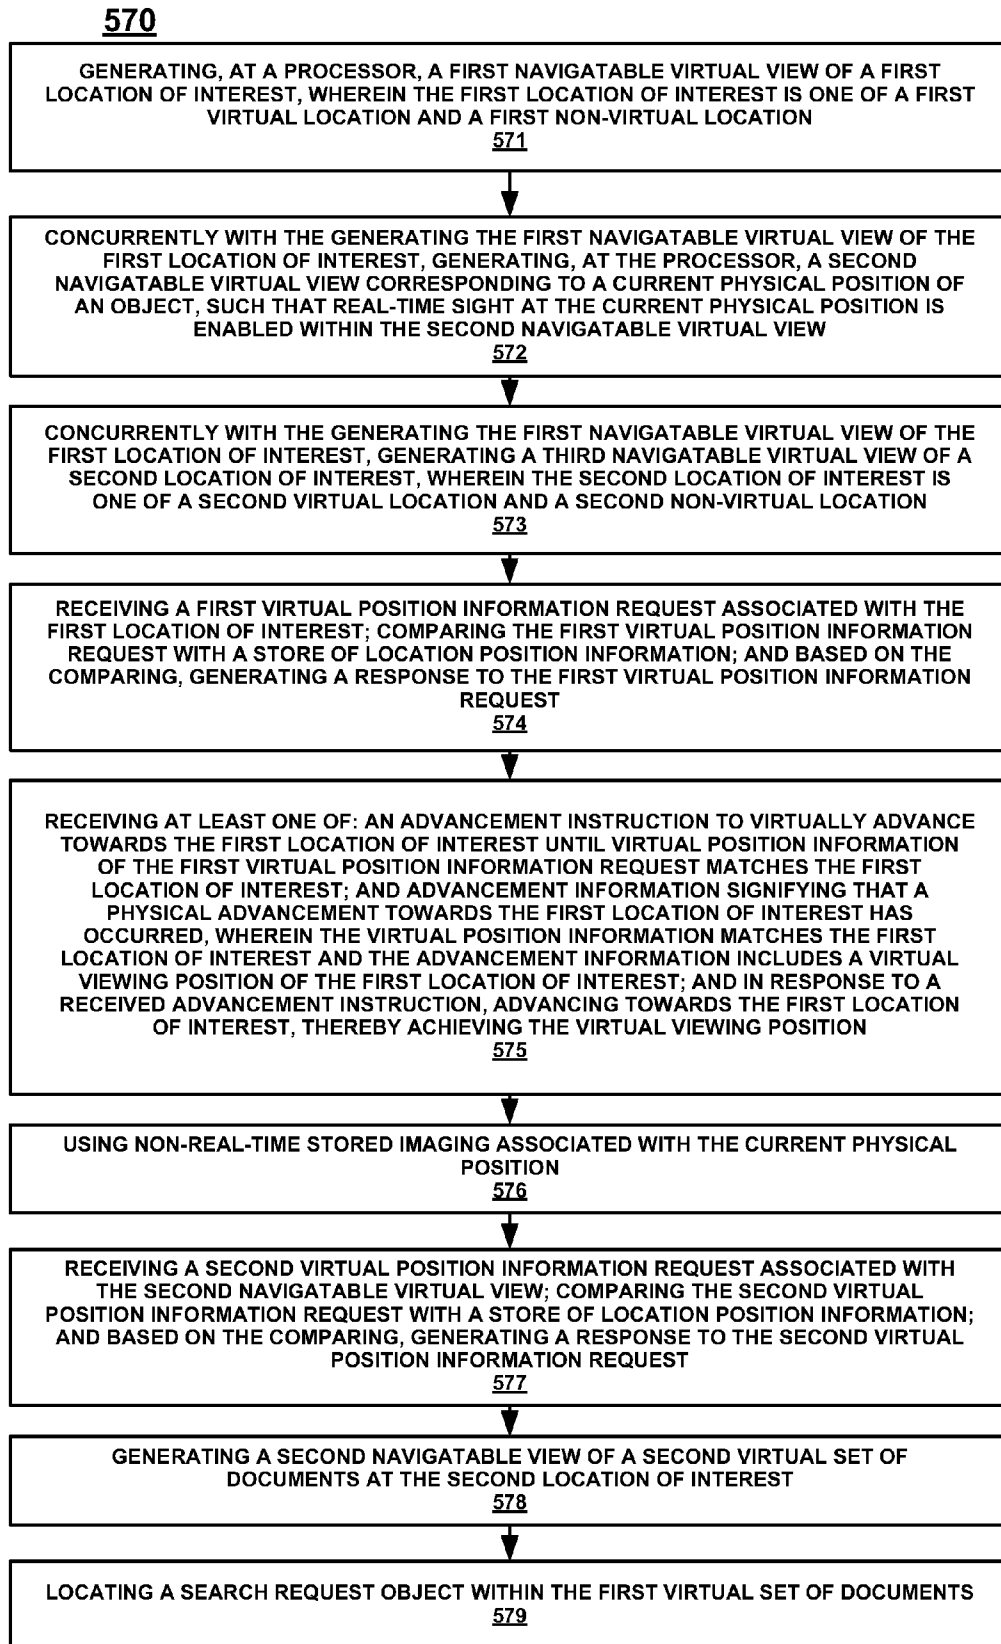 570
GENERATING, AT A PROCESSOR, A FIRST NAVIGATABLE VIRTUAL VIEW OF A FIRST
LOCATION OF INTEREST, WHEREIN THE FIRST LOCATION OF INTEREST IS ONE OF A FIRST
VIRTUAL LOCATION AND A FIRST NON-VIRTUAL LOCATION
571
CONCURRENTLY WITH THE GENERATING THE FIRST NAVIGATABLE VIRTUAL VIEW OF THE
FIRST LOCATION OF INTEREST, GENERATING, AT THE PROCESSOR, A SECOND
NAVIGATABLE VIRTUAL VIEW CORRESPONDING TO A CURRENT PHYSICAL POSITION OF
AN OBJECT, SUCH THAT REAL-TIME SIGHT AT THE CURRENT PHYSICAL POSITION IS
ENABLED WITHIN THE SECOND NAVIGATABLE VIRTUAL VIEW
572
CONCURRENTLY WITH THE GENERATING THE FIRST NAVIGATABLE VIRTUAL VIEW OF THE
FIRST LOCATION OF INTEREST, GENERATING A THIRD NAVIGATABLE VIRTUAL VIEW OF A
SECOND LOCATION OF INTEREST, WHEREIN THE SECOND LOCATION OF INTEREST IS
ONE OF A SECOND VIRTUAL LOCATION AND A SECOND NON-VIRTUAL LOCATION
573
RECEIVING A FIRST VIRTUAL POSITION INFORMATION REQUEST ASSOCIATED WITH THE
FIRST LOCATION OF INTEREST; COMPARING THE FIRST VIRTUAL POSITION INFORMATION
REQUEST WITH A STORE OF LOCATION POSITION INFORMATION; AND BASED ON THE
COMPARING, GENERATING A RESPONSE TO THE FIRST VIRTUAL POSITION INFORMATION
REQUEST
574
RECEIVING AT LEAST ONE OF: AN ADVANCEMENT INSTRUCTION TO VIRTUALLY ADVANCE
TOWARDS THE FIRST LOCATION OF INTEREST UNTIL VIRTUAL POSITION INFORMATION
OF THE FIRST VIRTUAL POSITION INFORMATION REQUEST MATCHES THE FIRST
LOCATION OF INTEREST; AND ADVANCEMENT INFORMATION SIGNIFYING THAT A
PHYSICAL ADVANCEMENT TOWARDS THE FIRST LOCATION OF INTEREST HAS
OCCURRED, WHEREIN THE VIRTUAL POSITION INFORMATION MATCHES THE FIRST
LOCATION OF INTEREST AND THE ADVANCEMENT INFORMATION INCLUDES A VIRTUAL
VIEWING POSITION OF THE FIRST LOCATION OF INTEREST; AND IN RESPONSE TO A
RECEIVED ADVANCEMENT INSTRUCTION, ADVANCING TOWARDS THE FIRST LOCATION
OF INTEREST, THEREBY ACHIEVING THE VIRTUAL VIEWING POSITION
575
USING NON-REAL-TIME STORED IMAGING ASSOCIATED WITH THE CURRENT PHYSICAL
POSITION
576
RECEIVING A SECOND VIRTUAL POSITION INFORMATION REQUEST ASSOCIATED WITH
THE SECOND NAVIGATABLE VIRTUAL VIEW; COMPARING THE SECOND VIRTUAL
POSITION INFORMATION REQUEST WITH A STORE OF LOCATION POSITION INFORMATION;
AND BASED ON THE COMPARING, GENERATING A RESPONSE TO THE SECOND VIRTUAL
POSITION INFORMATION REQUEST
577
GENERATING A SECOND NAVIGATABLE VIEW OF A SECOND VIRTUAL SET OF
DOCUMENTS AT THE SECOND LOCATION OF INTEREST
578
LOCATING A SEARCH REQUEST OBJECT WITHIN THE FIRST VIRTUAL SET OF DOCUMENTS
579